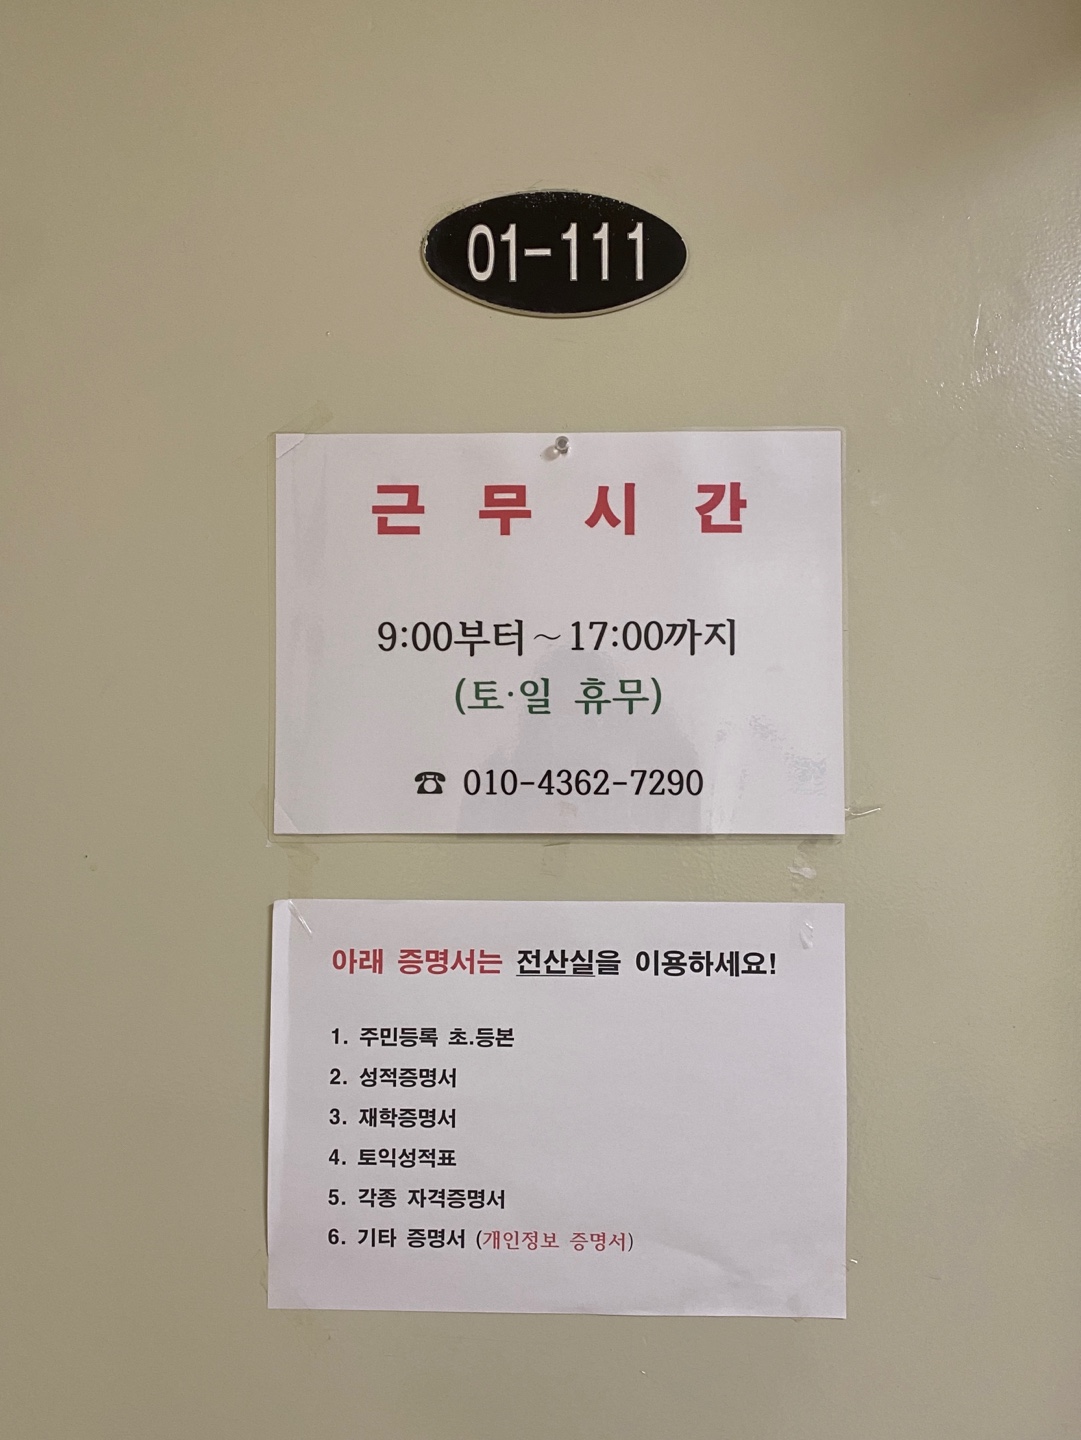 01-111
근 무 시 간
9:00부터~17:00까지
(토·일 휴무)
☎ 010-4362-7290
아래 증명서는 전산실을 이용하세요!
1. 주민등록 초.등본
2. 성적증명서
3. 재학증명서
4. 토익성적표
5. 각종 자격증명서
6. 기타 증명서 (개인정보 증명서)